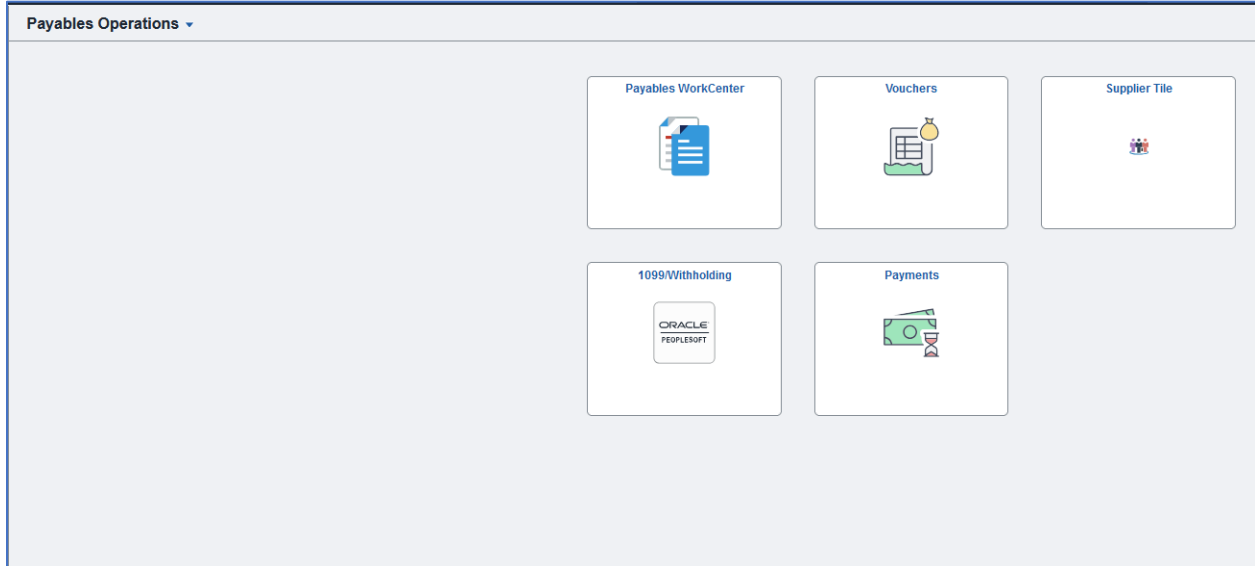 Payables Operations
Payables WorkCenter
Vouchers
Supplier Tile
1099/Withholding
ORACLE
PEOPLESOFT
Payments